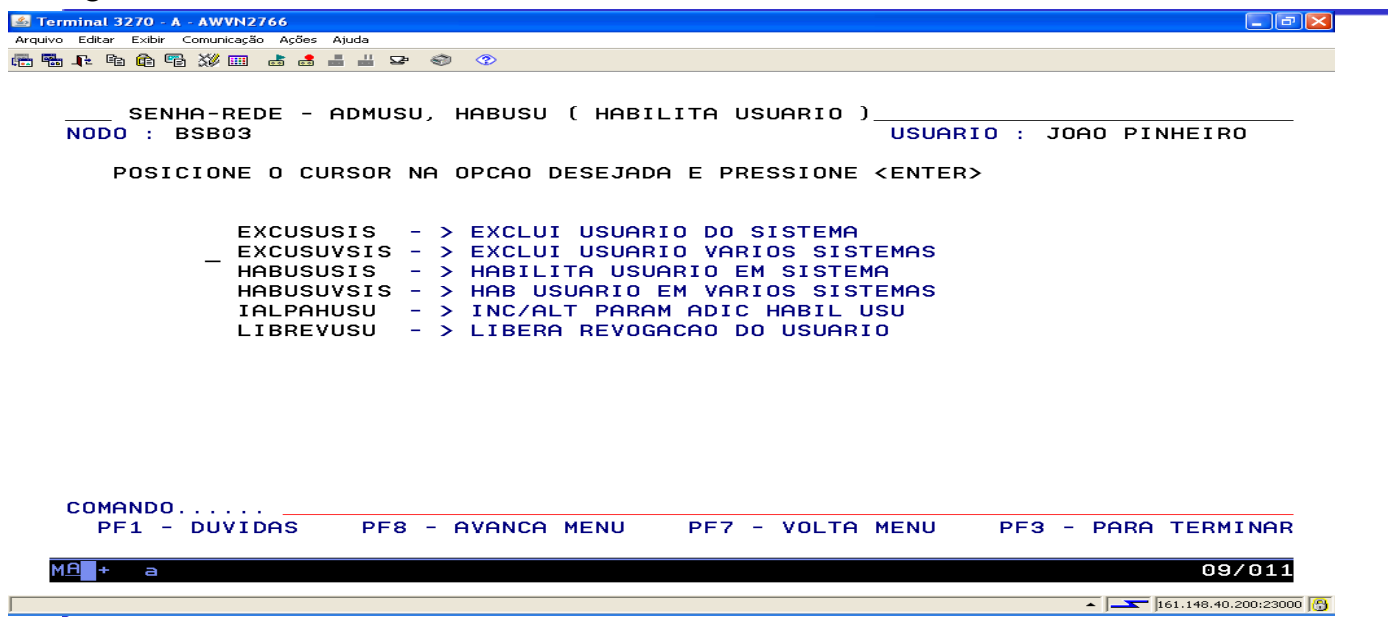 Terminal 3270 - A - AWVN2766
Arquivo Editar Exibir Comunicação Ações Ajuda
____ SENHA-REDE - ADMUSU, HABUSU ( HABILITA USUARIO )____
NODO : BSB03 USUARIO : JOAO PINHEIRO
POSICIONE O CURSOR NA OPCAO DESEJADA E PRESSIONE <ENTER>
EXCUSUSIS - > EXCLUI USUARIO DO SISTEMA
_ EXCUSUVSIS - > EXCLUI USUARIO VARIOS SISTEMAS
HABUSUSIS - > HABILITA USUARIO EM SISTEMA
HABUSUVSIS - > HAB USUARIO EM VARIOS SISTEMAS
IALPAHUSU - > INC/ALT PARAM ADIC HABIL USU
LIBREVUSU - > LIBERA REVOGACAO DO USUARIO
COMANDO......
PF1 - DUVIDAS PF8 - AVANCA MENU PF7 - VOLTA MENU PF3 - PARA TERMINAR
MA + a 09/011
161.148.40.200:23000